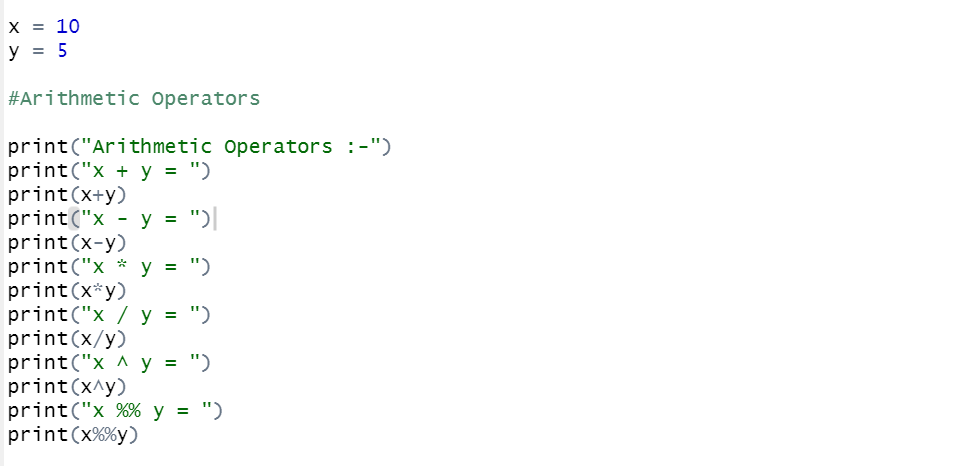 x = 10
y = 5
#Arithmetic Operators
print("Arithmetic Operators :-")
print("x + y = ")
print(x+y)
print("x - y = ")
print(x-y)
print("x * y = ")
print(x*y)
print("x / y = ")
print(x/y)
print("x ^ y = ")
print(x^y)
print("x %% y = ")
print(x%%y)